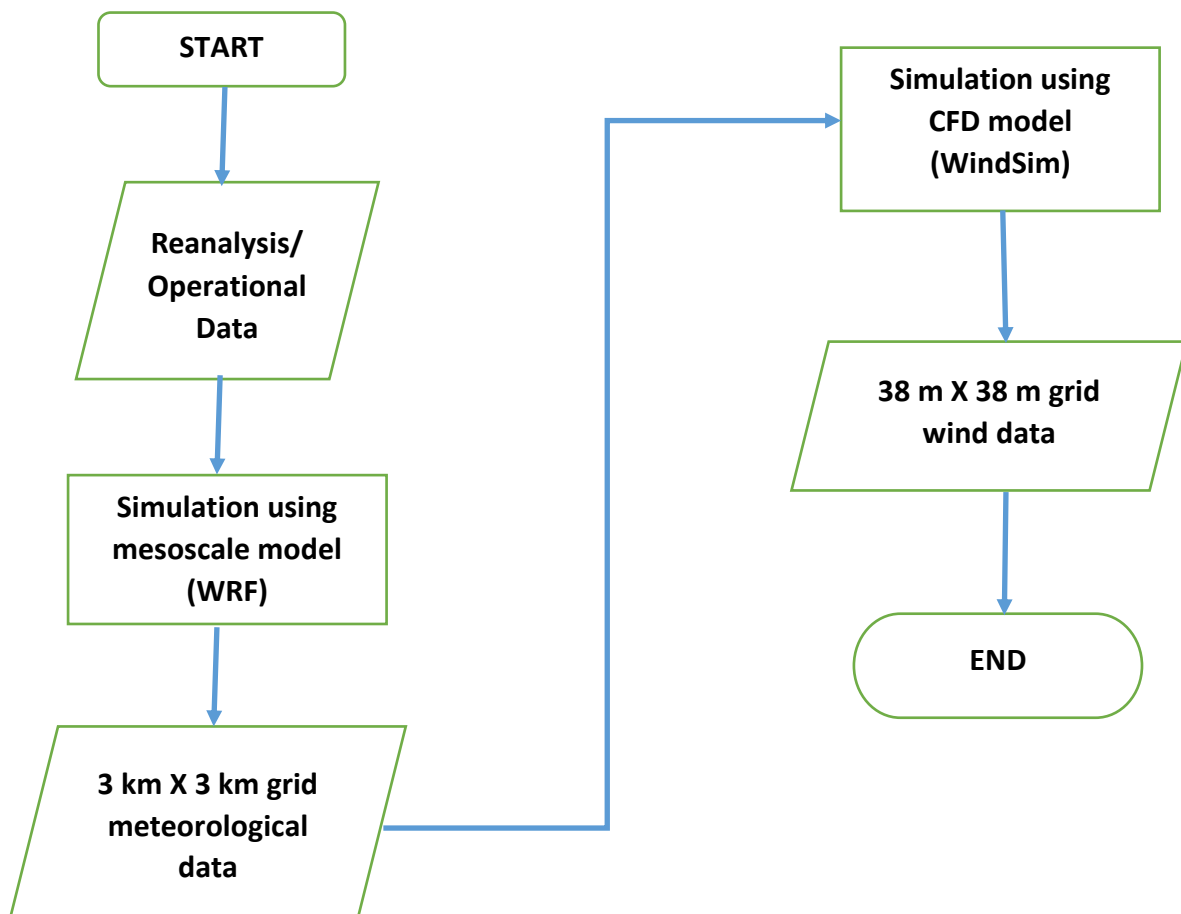 START
Reanalysis/
Operational
Data
Simulation using
mesoscale model
(WRF)
3 km X 3 km grid
meteorological
data
Simulation using
CFD model
(WindSim)
38 m X 38 m grid
wind data
END